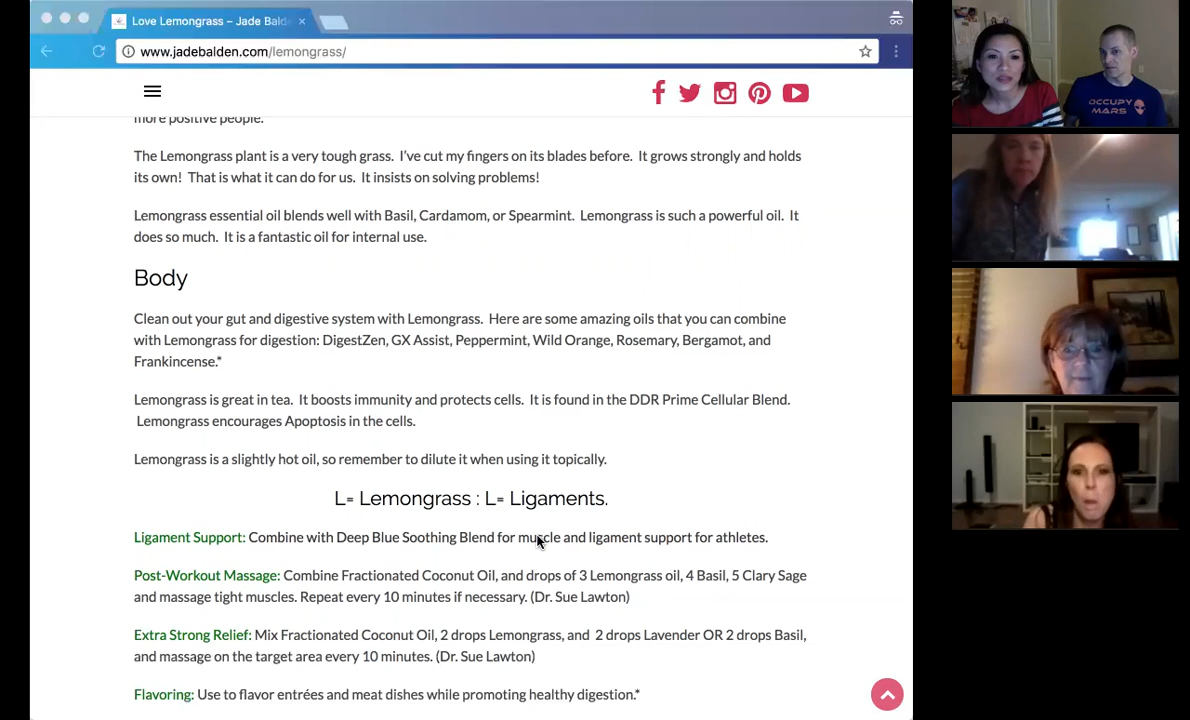 Love Lemongrass – Jade Bald
www.jadebalden.com/lemongrass/
more positive people.
The Lemongrass plant is a very tough grass.  I've cut my fingers on its blades before.  It grows strongly and holds
its own!  That is what it can do for us.  It insists on solving problems!
Lemongrass essential oil blends well with Basil, Cardamom, or Spearmint.  Lemongrass is such a powerful oil.  It
does so much.  It is a fantastic oil for internal use.
Body
Clean out your gut and digestive system with Lemongrass.  Here are some amazing oils that you can combine
with Lemongrass for digestion: DigestZen, GX Assist, Peppermint, Wild Orange, Rosemary, Bergamot, and
Frankincense.*
Lemongrass is great in tea.  It boosts immunity and protects cells.  It is found in the DDR Prime Cellular Blend.
Lemongrass encourages Apoptosis in the cells.
Lemongrass is a slightly hot oil, so remember to dilute it when using it topically.
L= Lemongrass : L= Ligaments.
Ligament Support: Combine with Deep Blue Soothing Blend for muscle and ligament support for athletes.
Post-Workout Massage: Combine Fractionated Coconut Oil, and drops of 3 Lemongrass oil, 4 Basil, 5 Clary Sage
and massage tight muscles. Repeat every 10 minutes if necessary. (Dr. Sue Lawton)
Extra Strong Relief: Mix Fractionated Coconut Oil, 2 drops Lemongrass, and  2 drops Lavender OR 2 drops Basil,
and massage on the target area every 10 minutes. (Dr. Sue Lawton)
Flavoring: Use to flavor entrées and meat dishes while promoting healthy digestion.*
OCCUPY
MARS